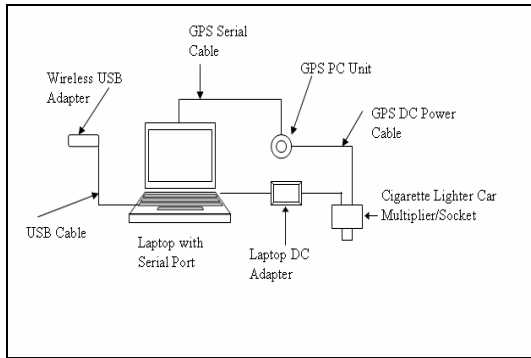 GPS Serial
Cable
GPS PC Unit
Wireless USB
Adapter
GPS DC Power
Cable
Cigarette Lighter Car
Multiplier/Socket
USB Cable
Laptop with
Serial Port
Laptop DC
Adapter